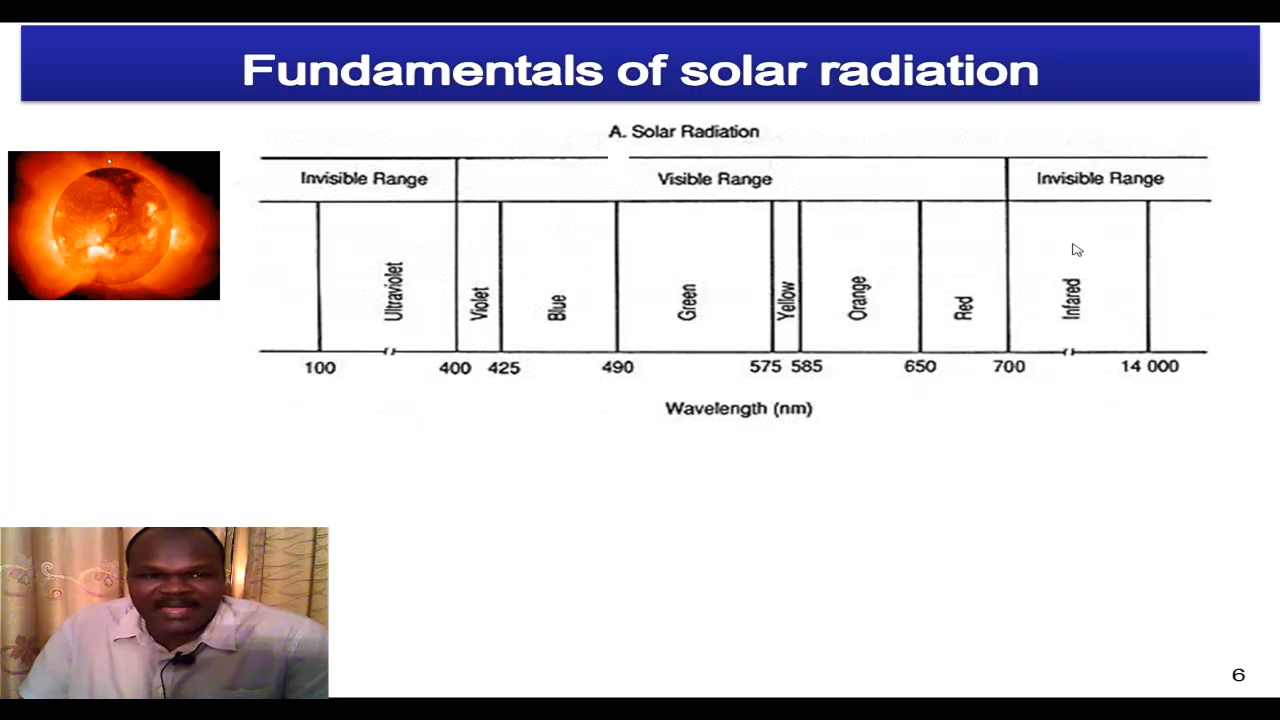 Fundamentals of solar radiation
A. Solar Radiation
Invisible Range Visible Range Invisible Range
Ultraviolet Violet Blue Green Yellow Orange Red Infared
100 400 425 490 575 585 650 700 14 000
Wavelength (nm)
6